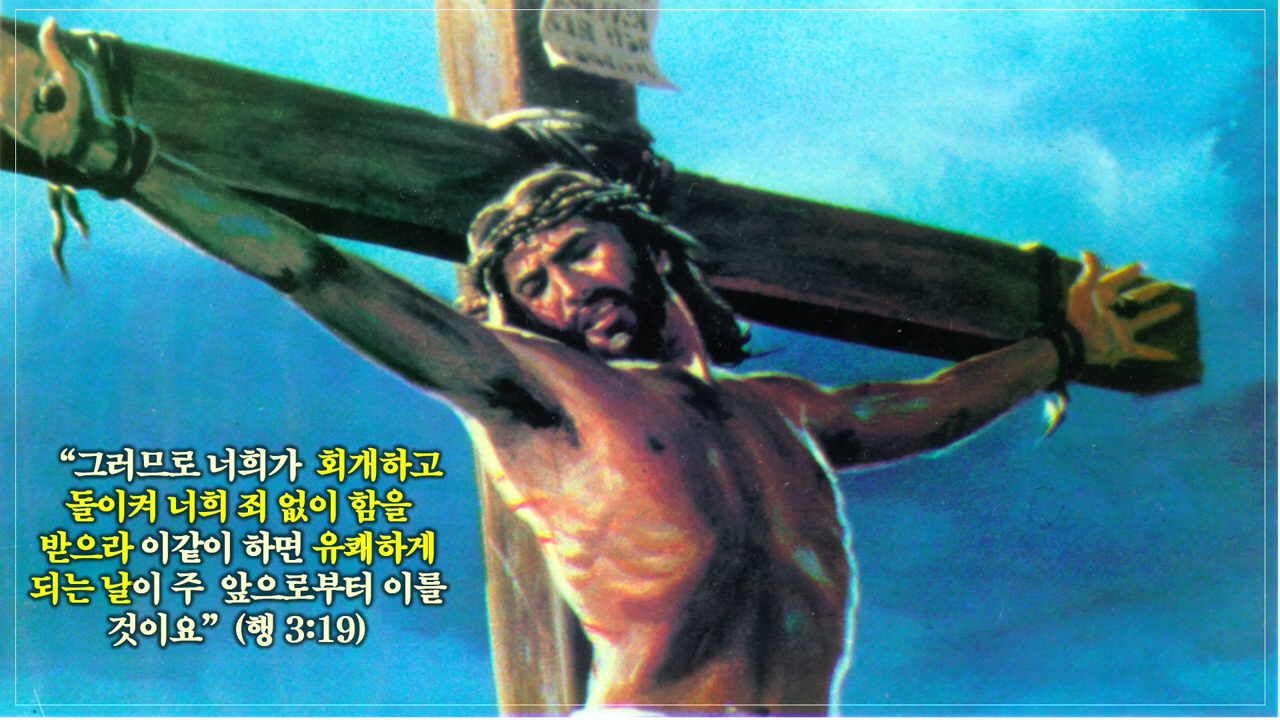 “그러므로 너희가 회개하고
돌이켜 너희 죄 없이 함을
받으라 이같이 하면 유쾌하게
되는 날이 주 앞으로부터 이를
것이요” (행 3:19)